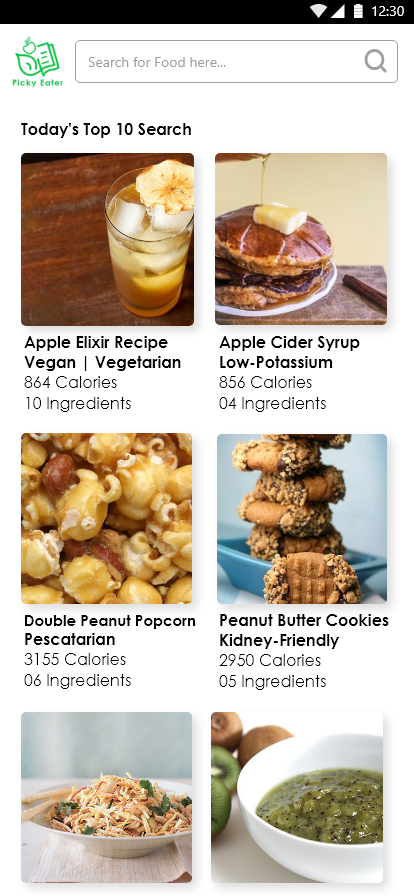 12:30
Picky Eater
Search for Food here...
Today's Top 10 Search
Apple Elixir Recipe
Vegan | Vegetarian
864 Calories
10 Ingredients
Apple Cider Syrup
Low-Potassium
856 Calories
04 Ingredients
Double Peanut Popcorn
Pescatarian
3155 Calories
06 Ingredients
Peanut Butter Cookies
Kidney-Friendly
2950 Calories
05 Ingredients